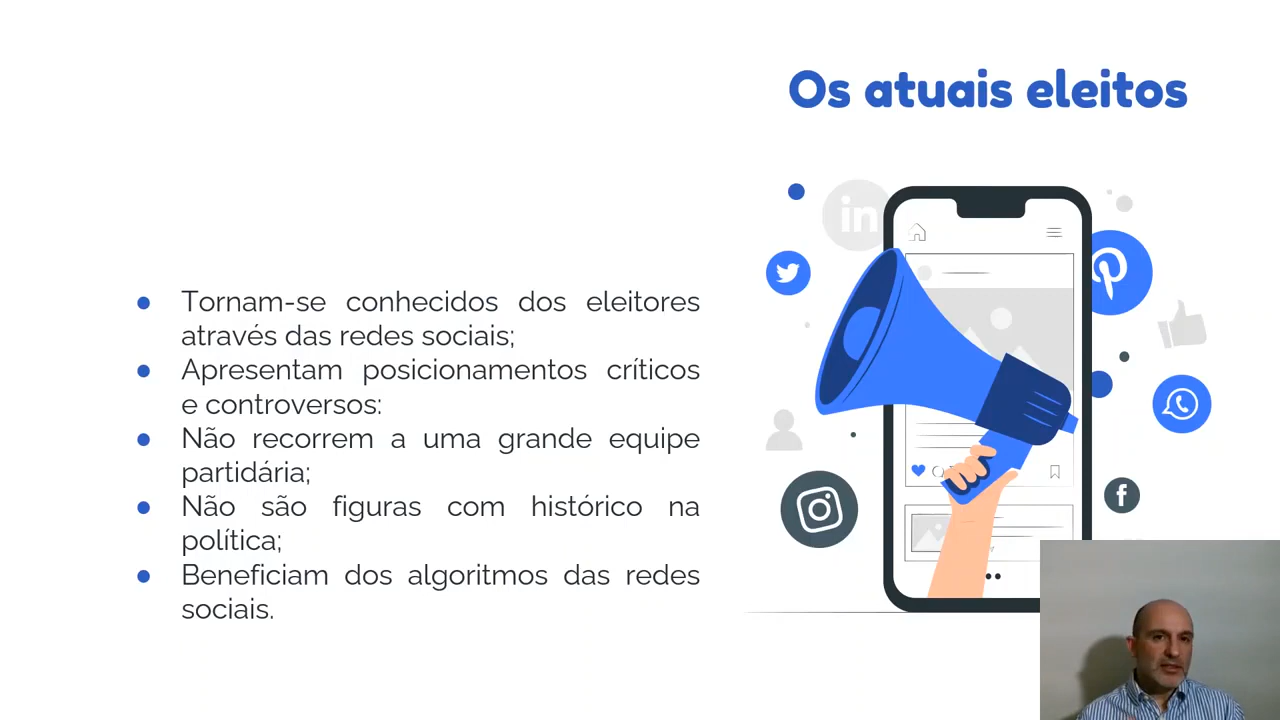 Os atuais eleitos
Tornam-se conhecidos dos eleitores
através das redes sociais;
Apresentam posicionamentos críticos
e controversos:
Não recorrem a uma grande equipe
partidária;
Não são figuras com histórico na
política;
Beneficiam dos algoritmos das redes
sociais.
in
f